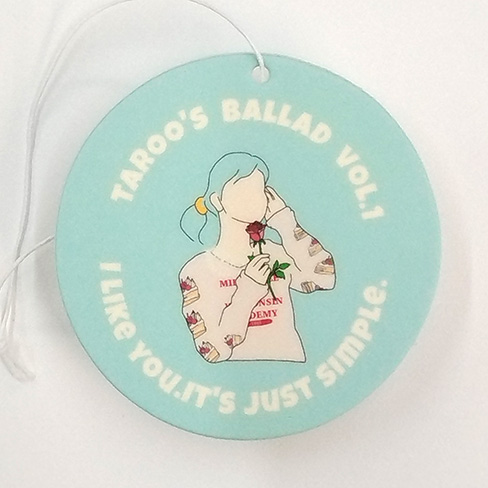 TAROO'S BALLAD VOL.1
I LIKE YOU.IT'S JUST SIMPLE.